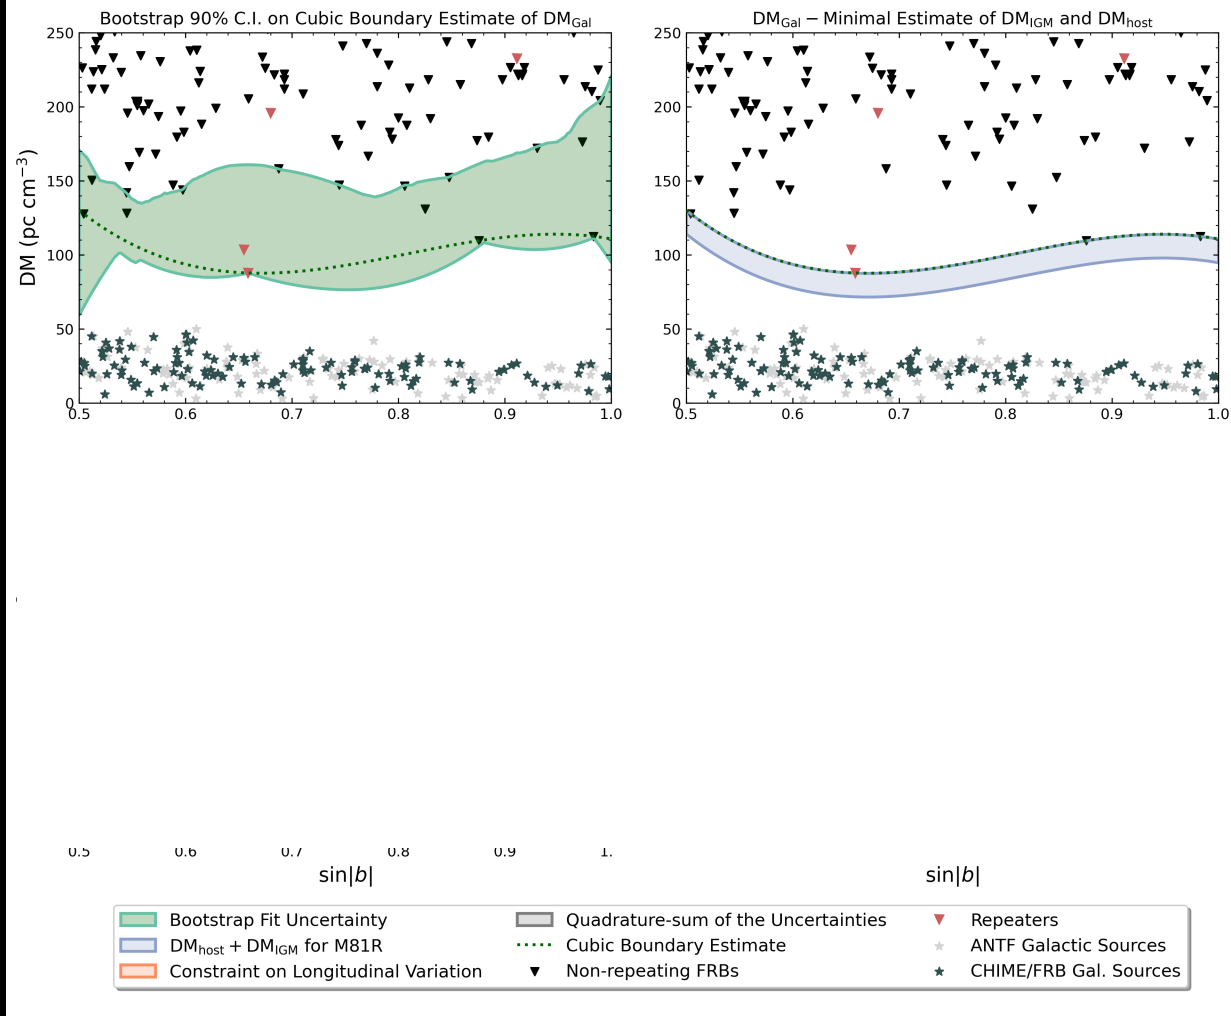 Bootstrap 90% C.I. on Cubic Boundary Estimate of DM_Gal
DM_Gal − Minimal Estimate of DM_IGM and DM_host
DM (pc cm⁻³)
250
200
150
100
50
0
0.5 0.6 0.7 0.8 0.9 1.0
250
200
150
100
50
0
0.5 0.6 0.7 0.8 0.9 1.0
0.5 0.6 0.7 0.8 0.9 1.
sin|b| sin|b|
Bootstrap Fit Uncertainty
DM_host + DM_IGM for M81R
Constraint on Longitudinal Variation
Quadrature-sum of the Uncertainties
Cubic Boundary Estimate
Non-repeating FRBs
Repeaters
ANTF Galactic Sources
CHIME/FRB Gal. Sources